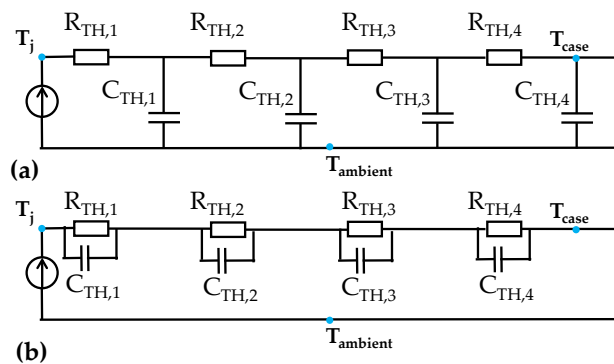 R_TH,1 R_TH,2 R_TH,3 R_TH,4
T_j T_case
C_TH,1 C_TH,2 C_TH,3 C_TH,4
(a) T_ambient
R_TH,1 R_TH,2 R_TH,3 R_TH,4
T_j T_case
C_TH,1 C_TH,2 C_TH,3 C_TH,4
(b) T_ambient